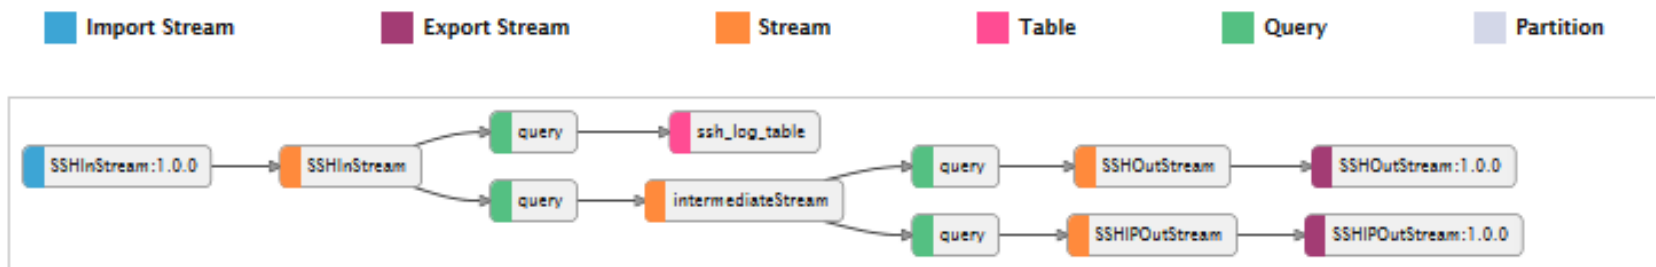 Import Stream
Export Stream
Stream
Table
Query
Partition
query
ssh_log_table
SSHInStream:1.0.0
SSHInStream
query
intermediateStream
query
SSHOutStream
SSHOutStream:1.0.0
query
SSHIPOutStream
SSHIPOutStream:1.0.0